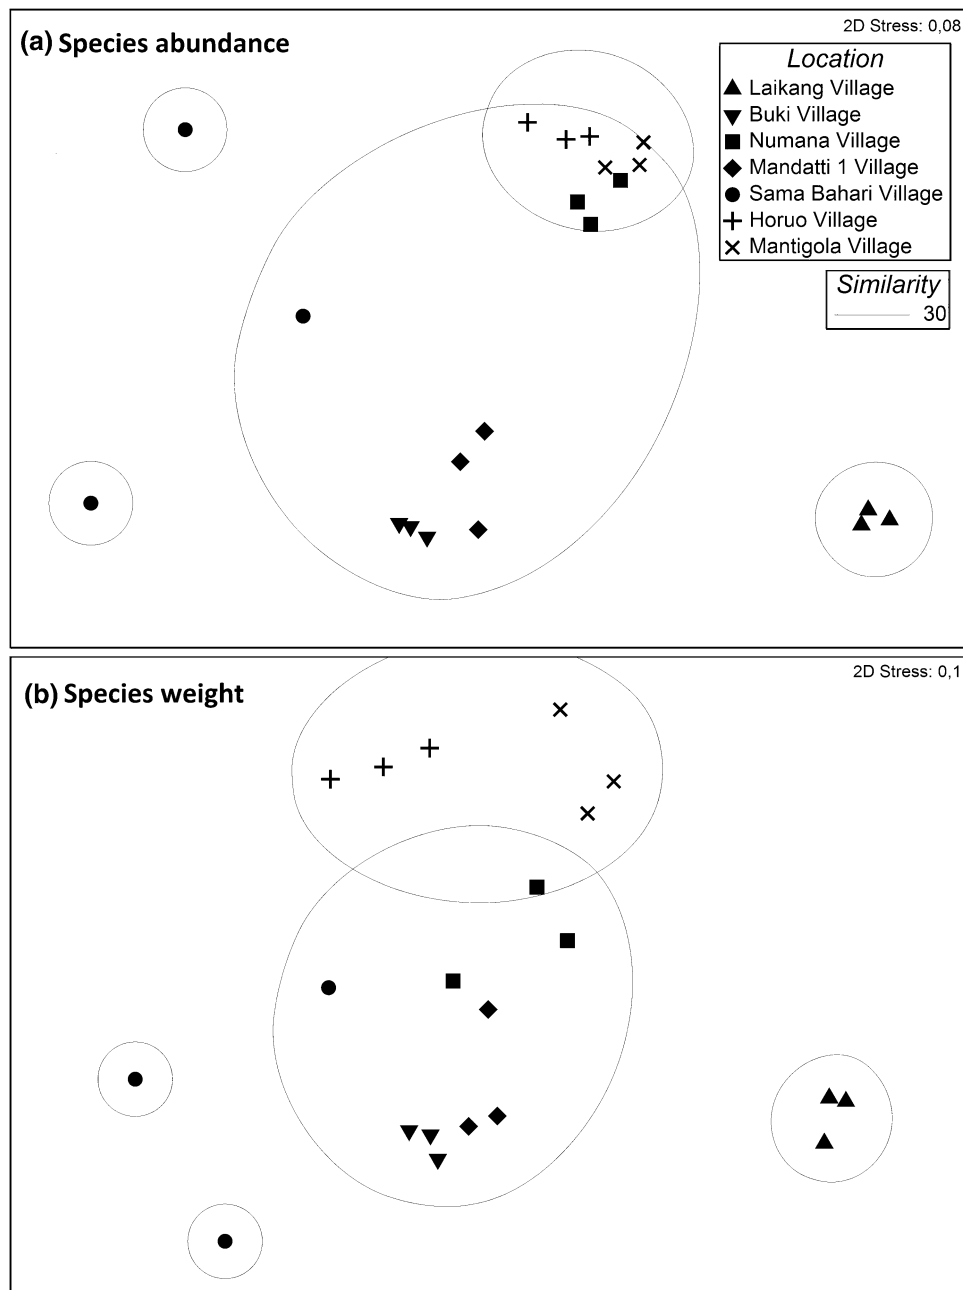 (a) Species abundance
2D Stress: 0,08
Location
Laikang Village
Buki Village
Numana Village
Mandatti 1 Village
Sama Bahari Village
Horuo Village
Mantigola Village
Similarity
30
(b) Species weight
2D Stress: 0,1